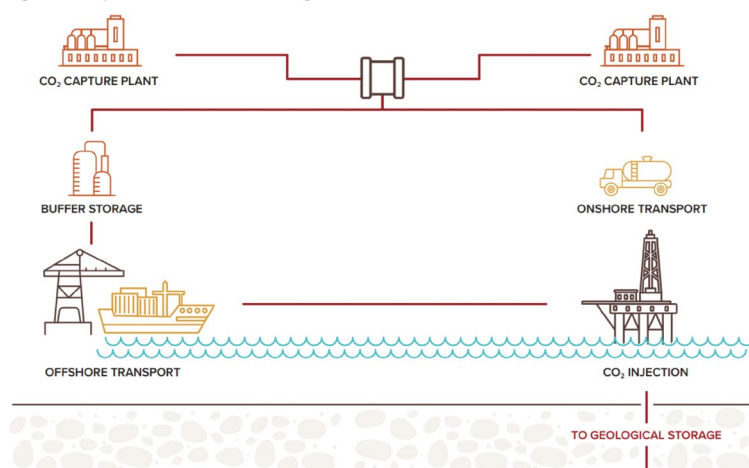 CO₂ CAPTURE PLANT
CO₂ CAPTURE PLANT
BUFFER STORAGE
ONSHORE TRANSPORT
OFFSHORE TRANSPORT
CO₂ INJECTION
TO GEOLOGICAL STORAGE